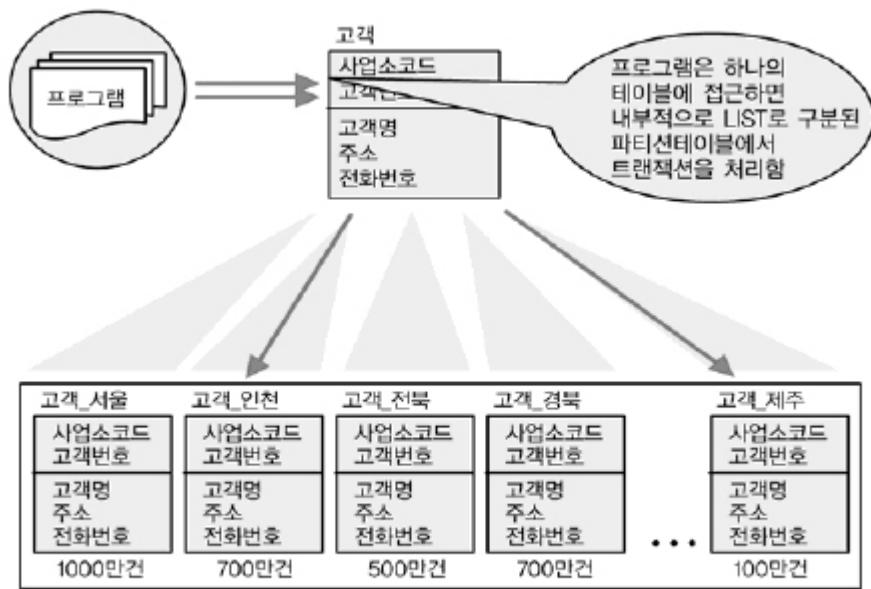 고객
프로그램
사업소코드
고객번호
고객명
주소
전화번호
프로그램은 하나의
테이블에 접근하면
내부적으로 LIST로 구분된
파티션테이블에서
트랜잭션을 처리함
고객_서울
사업소코드
고객번호
고객명
주소
전화번호
1000만건
고객_인천
사업소코드
고객번호
고객명
주소
전화번호
700만건
고객_전북
사업소코드
고객번호
고객명
주소
전화번호
500만건
고객_경북
사업소코드
고객번호
고객명
주소
전화번호
700만건
...
고객_제주
사업소코드
고객번호
고객명
주소
전화번호
100만건